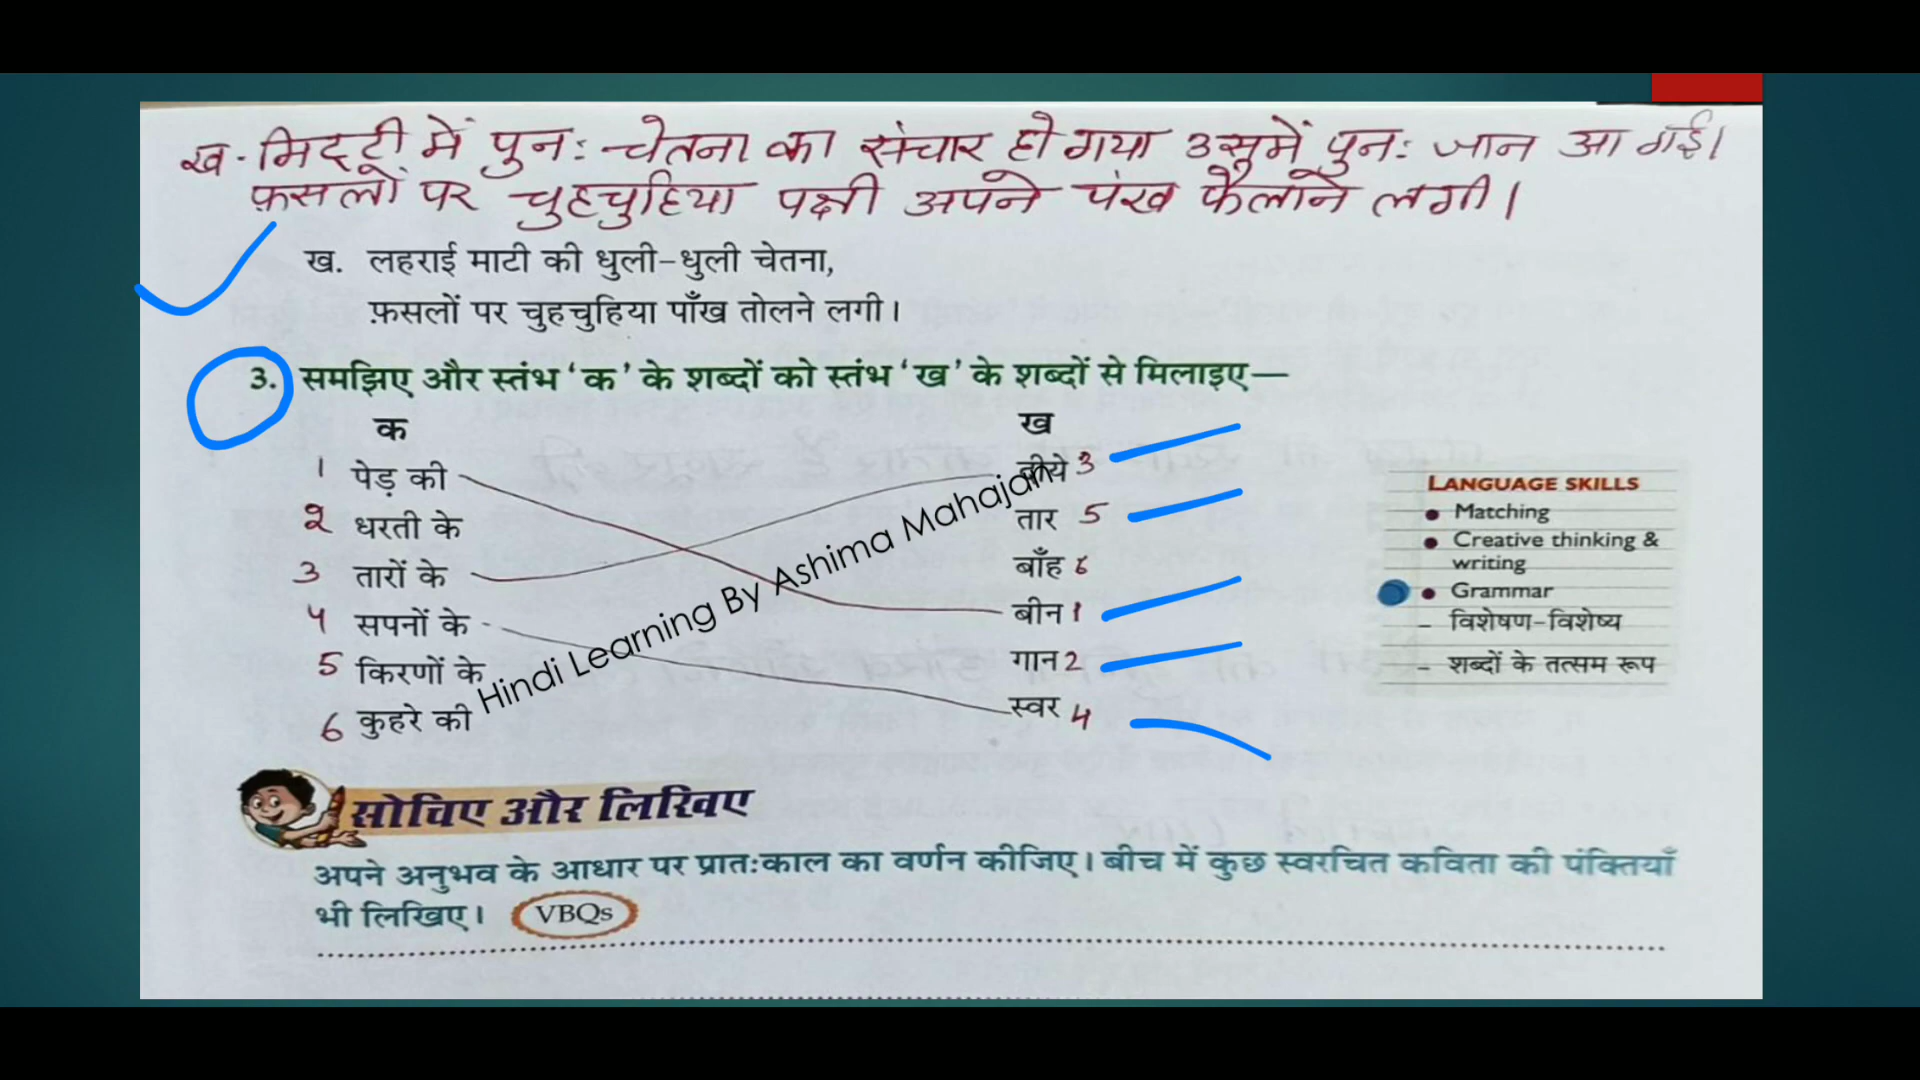 ख. मिट्टी में पुनः चेतना का संचार हो गया उसमें पुनः जान आ गई।
फ़सलों पर चुहचुहिया पक्षी अपने पंख फैलाने लगी।
ख. लहराई माटी की धुली-धुली चेतना,
फ़सलों पर चुहचुहिया पाँख तोलने लगी।
3. समझिए और स्तंभ ‘क’ के शब्दों को स्तंभ ‘ख’ के शब्दों से मिलाइए—
क ख
1 पेड़ की 3
2 धरती के तार 5
3 तारों के बाँह 6
4 सपनों के बीन 1
5 किरणों के गान 2
6 कुहरे की स्वर 4
Hindi Learning By Ashima Mahajan
LANGUAGE SKILLS
• Matching
• Creative thinking &
writing
• Grammar
– विशेषण-विशेष्य
– शब्दों के तत्सम रूप
सोचिए और लिखिए
अपने अनुभव के आधार पर प्रातःकाल का वर्णन कीजिए। बीच में कुछ स्वरचित कविता की पंक्तियाँ
भी लिखिए। VBQs